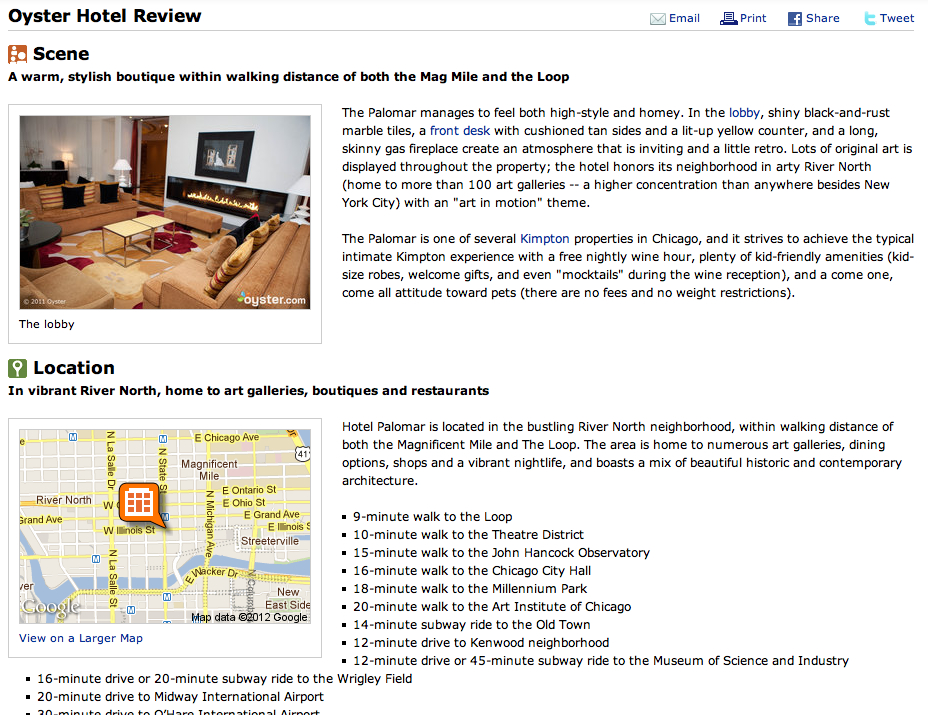 Oyster Hotel Review
Email Print Share Tweet
Scene
A warm, stylish boutique within walking distance of both the Mag Mile and the Loop
The Palomar manages to feel both high-style and homey. In the lobby, shiny black-and-rust
marble tiles, a front desk with cushioned tan sides and a lit-up yellow counter, and a long,
skinny gas fireplace create an atmosphere that is inviting and a little retro. Lots of original art is
displayed throughout the property; the hotel honors its neighborhood in arty River North
(home to more than 100 art galleries -- a higher concentration than anywhere besides New
York City) with an "art in motion" theme.
The Palomar is one of several Kimpton properties in Chicago, and it strives to achieve the typical
intimate Kimpton experience with a free nightly wine hour, plenty of kid-friendly amenities (kid-
size robes, welcome gifts, and even "mocktails" during the wine reception), and a come one,
come all attitude toward pets (there are no fees and no weight restrictions).
© 2011 Oyster
oyster.com
The lobby
Location
In vibrant River North, home to art galleries, boutiques and restaurants
M
M
E Chicago Ave
41
N La Salle Dr
N State St
Magnificent
Mile
River North
E Ontario St
E Ohio St
Grand Ave
E Grand Ave
W Illinois St
E Illinois S
N Michigan Ave
Streeterville
M
E Wacker Dr
N La Salle St
N Columbus
New
East Side
ver
M
M
Google
Map data ©2012 Google
View on a Larger Map
Hotel Palomar is located in the bustling River North neighborhood, within walking distance of
both the Magnificent Mile and The Loop. The area is home to numerous art galleries, dining
options, shops and a vibrant nightlife, and boasts a mix of beautiful historic and contemporary
architecture.
9-minute walk to the Loop
10-minute walk to the Theatre District
15-minute walk to the John Hancock Observatory
16-minute walk to the Chicago City Hall
18-minute walk to the Millennium Park
20-minute walk to the Art Institute of Chicago
14-minute subway ride to the Old Town
12-minute drive to Kenwood neighborhood
12-minute drive or 45-minute subway ride to the Museum of Science and Industry
16-minute drive or 20-minute subway ride to the Wrigley Field
20-minute drive to Midway International Airport
30-minute drive to O'Hare International Airport